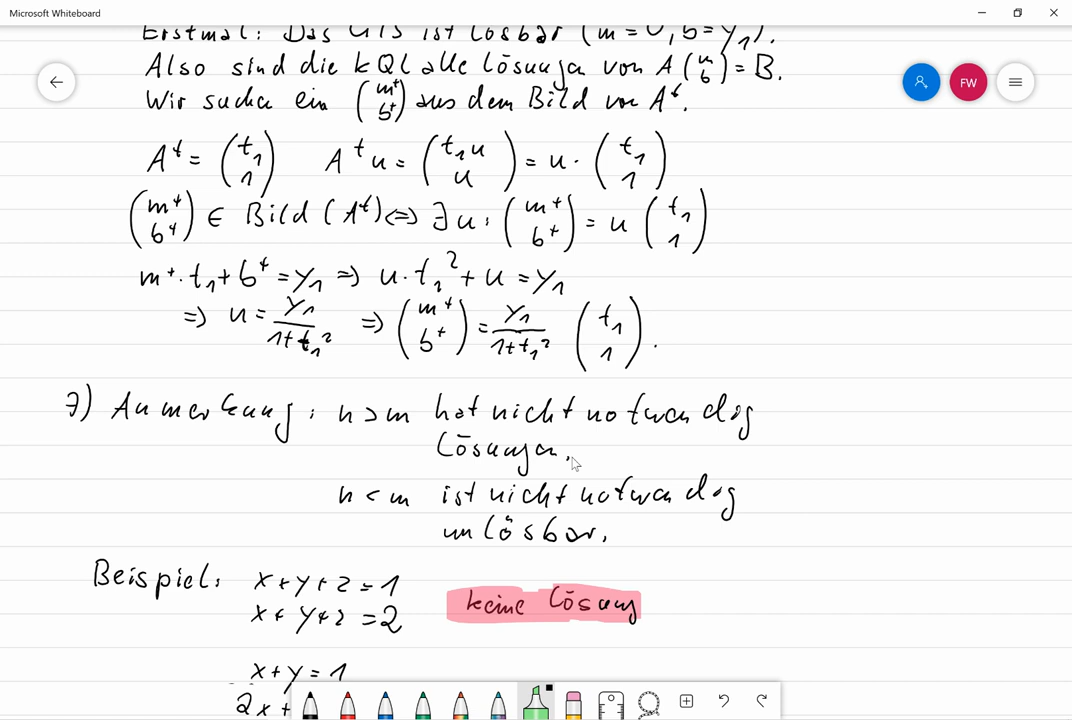 Microsoft Whiteboard
Erstmal: Das GLS ist lösbar (m=0, b=y₁).
Also sind die kQL alle Lösungen von A (m b) = B.
FW
Wir suchen ein (m⁺ b⁺) aus dem Bild von Aᵗ.
Aᵗ = (t₁ 1) Aᵗu = (t₁u u) = u · (t₁ 1)
(m⁺ b⁺) ∈ Bild (Aᵗ) ⇔ ∃u: (m⁺ b⁺) = u (t₁ 1)
m⁺·t₁+b⁺=y₁ ⇒ u·t₁²+u=y₁
⇒ u = y₁/(1+t₁²) ⇒ (m⁺ b⁺) = y₁/(1+t₁²) (t₁ 1).
7) Anmerkung: n>m hat nicht notwendig
Lösungen.
n<m ist nicht notwendig
unlösbar.
Beispiel: x+y+z=1
keine Lösung
x+y+z=2
x+y=1
2x+